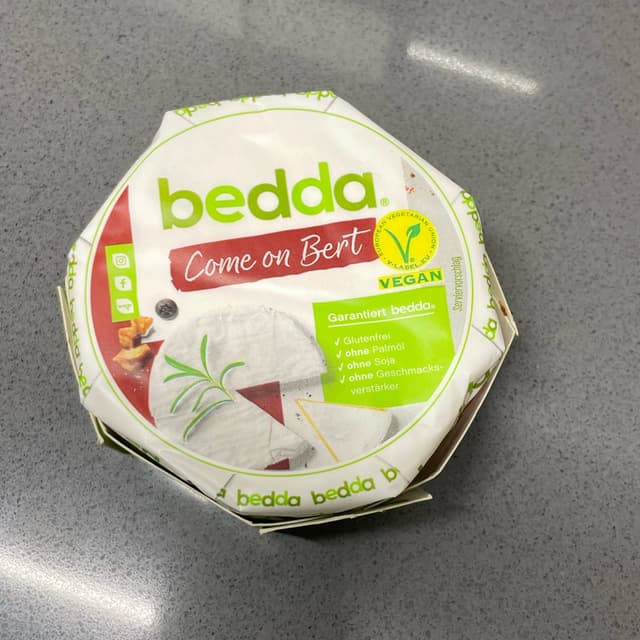 bedda®
Come on Bert
EUROPEAN VEGETARIAN UNION
V-LABEL.EU
VEGAN
Serviervorschlag
Garantiert bedda®
✓ Glutenfrei
✓ ohne Palmöl
✓ ohne Soja
✓ ohne Geschmacks-
verstärker
bedda bedda be